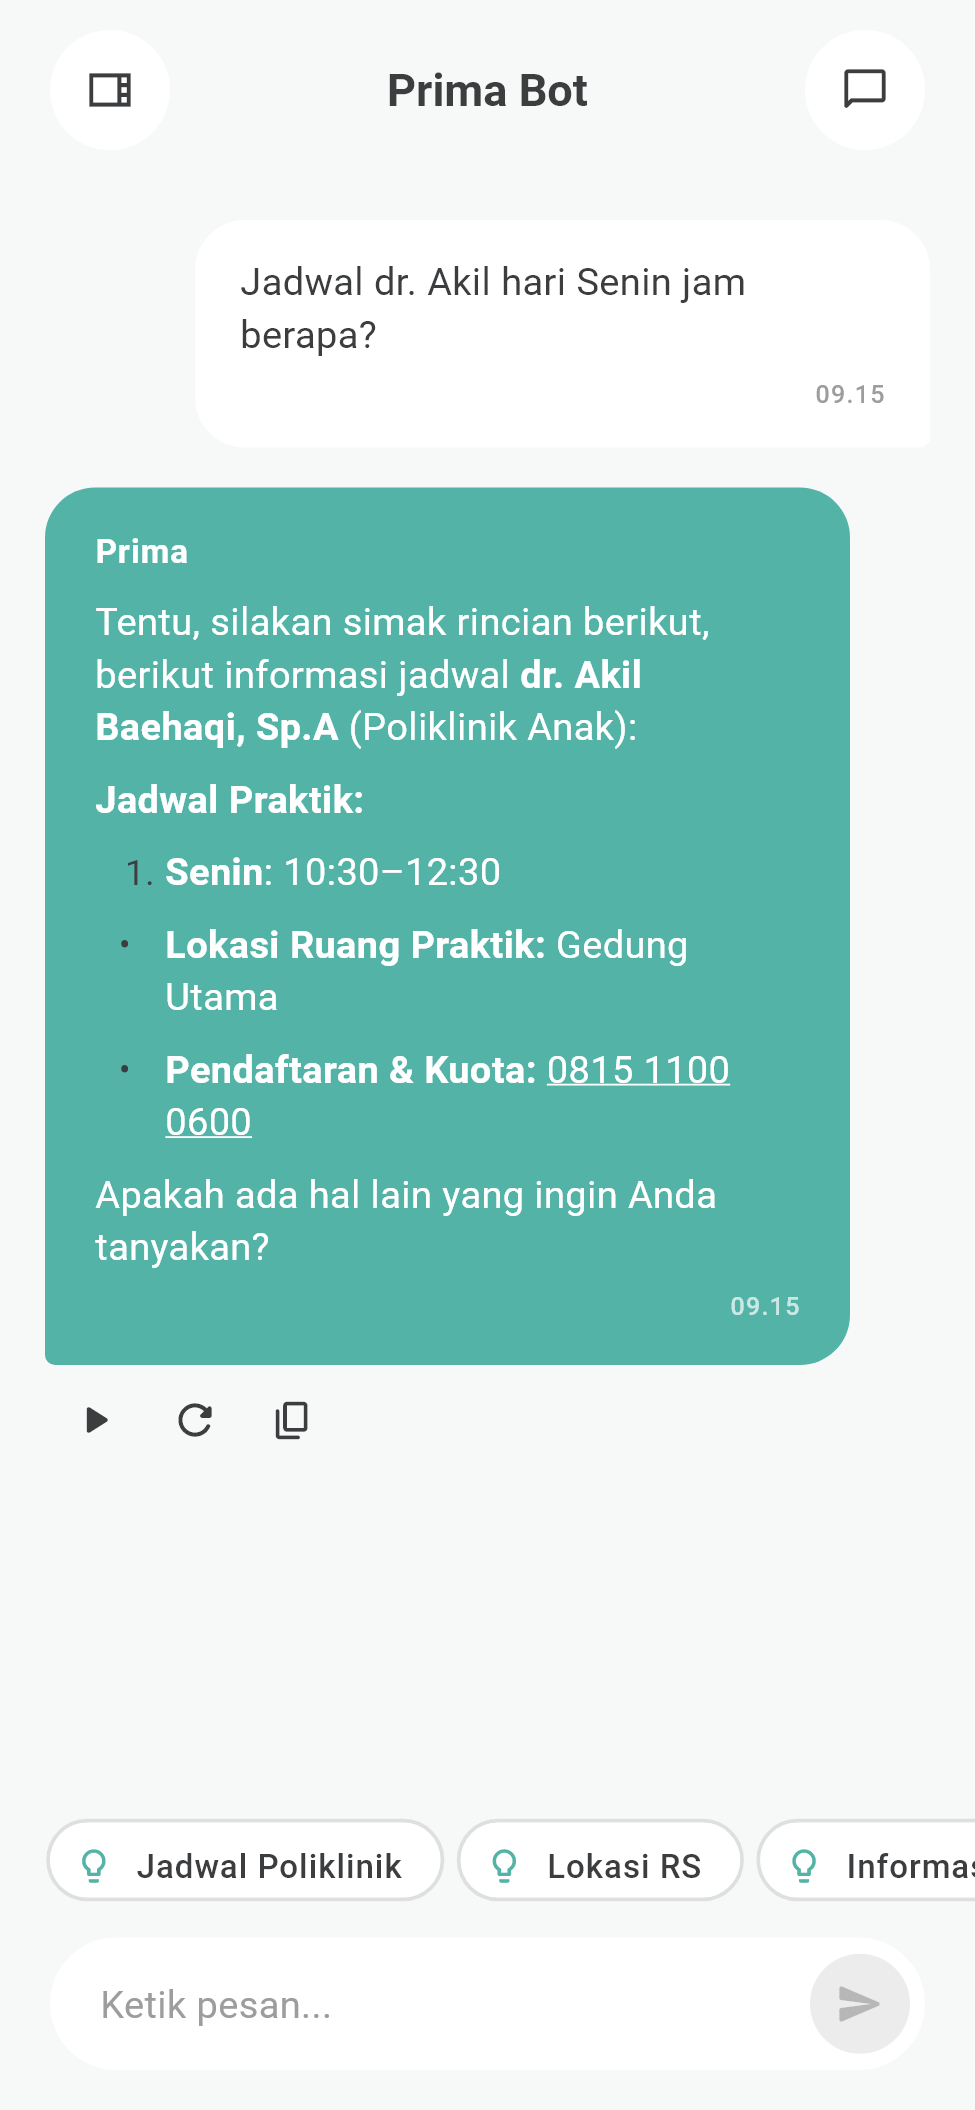 Prima Bot
Jadwal dr. Akil hari Senin jam
berapa?
09.15
Prima
Tentu, silakan simak rincian berikut,
berikut informasi jadwal dr. Akil
Baehaqi, Sp.A (Poliklinik Anak):
Jadwal Praktik:
1. Senin: 10:30–12:30
• Lokasi Ruang Praktik: Gedung
Utama
• Pendaftaran & Kuota: 0815 1100
0600
Apakah ada hal lain yang ingin Anda
tanyakan?
09.15
Jadwal Poliklinik
Lokasi RS
Informas
Ketik pesan...